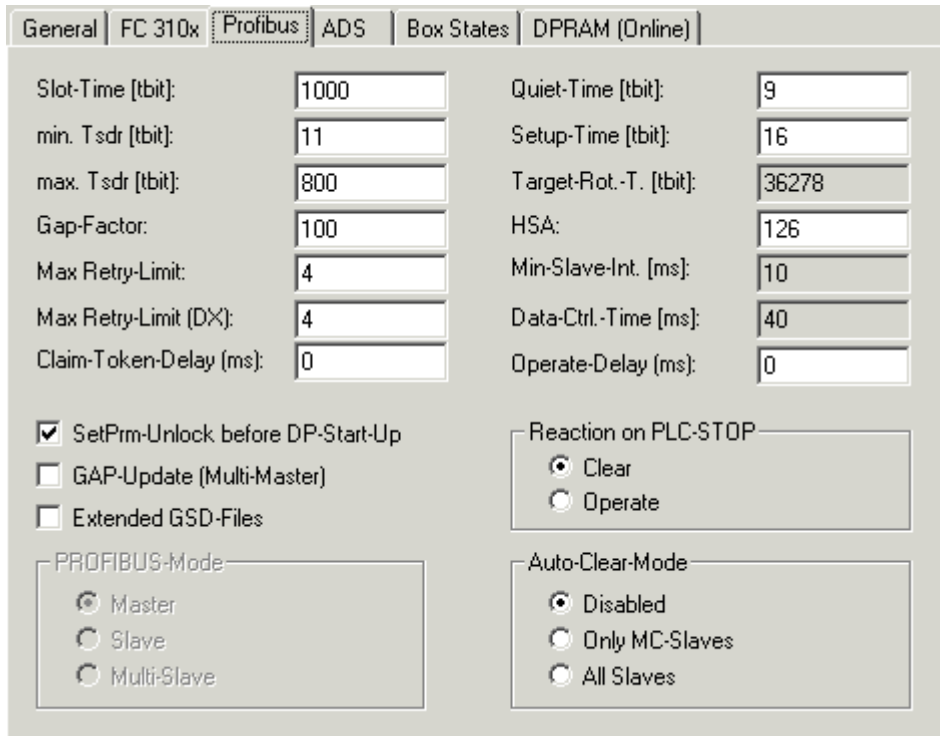 General FC 310x Profibus ADS Box States DPRAM (Online)
Slot-Time [tbit]: 1000 Quiet-Time [tbit]: 9
min. Tsdr [tbit]: 11 Setup-Time [tbit]: 16
max. Tsdr [tbit]: 800 Target-Rot.-T. [tbit]: 36278
Gap-Factor: 100 HSA: 126
Max Retry-Limit: 4 Min-Slave-Int. [ms]: 10
Max Retry-Limit (DX): 4 Data-Ctrl.-Time [ms]: 40
Claim-Token-Delay (ms): 0 Operate-Delay (ms): 0
SetPrm-Unlock before DP-Start-Up
GAP-Update (Multi-Master)
Extended GSD-Files
Reaction on PLC-STOP
Clear
Operate
PROFIBUS-Mode
Master
Slave
Multi-Slave
Auto-Clear-Mode
Disabled
Only MC-Slaves
All Slaves